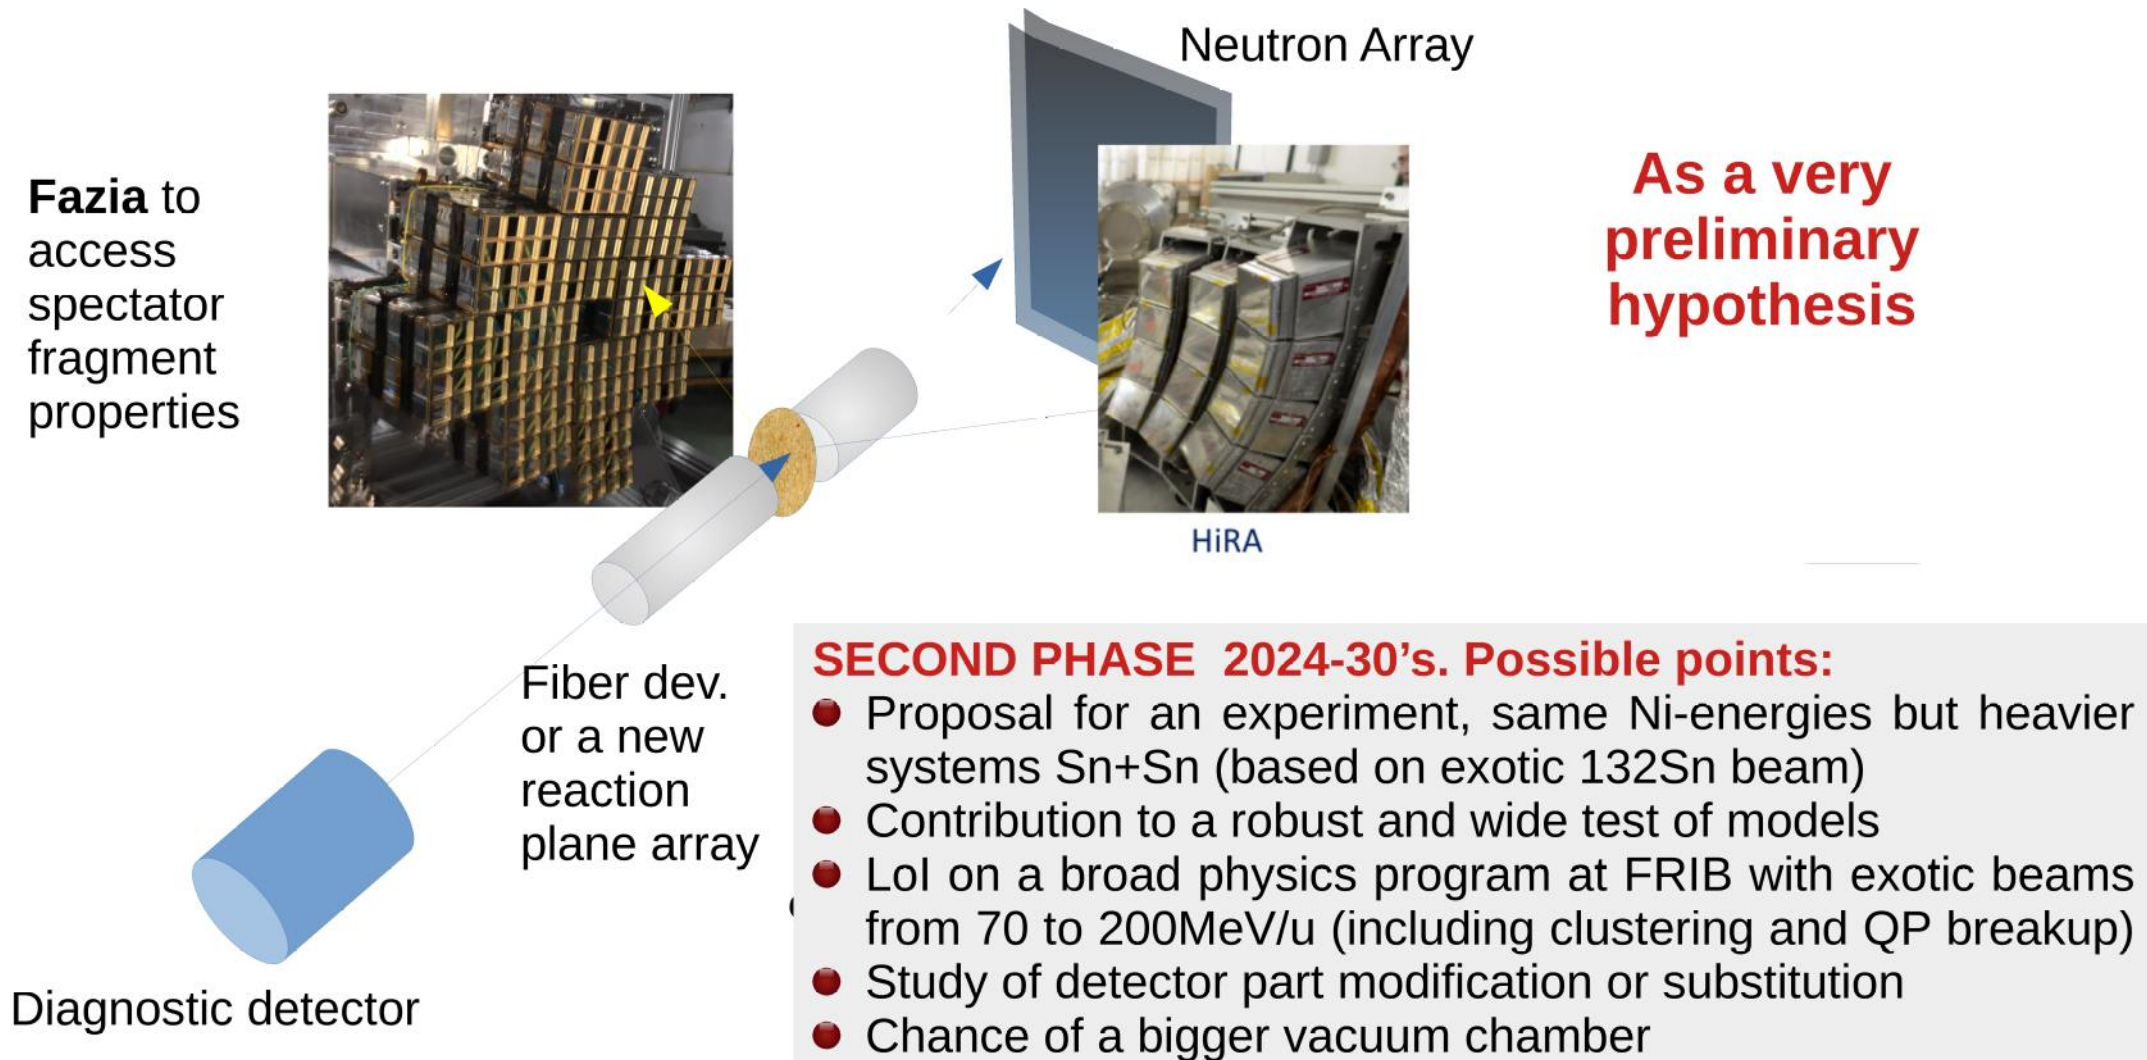 Neutron Array
Fazia to
access
spectator
fragment
properties
As a very
preliminary
hypothesis
HiRA
Fiber dev.
or a new
reaction
plane array
Diagnostic detector
SECOND PHASE  2024-30’s. Possible points:
Proposal for an experiment, same Ni-energies but heavier
systems Sn+Sn (based on exotic 132Sn beam)
Contribution to a robust and wide test of models
LoI on a broad physics program at FRIB with exotic beams
from 70 to 200MeV/u (including clustering and QP breakup)
Study of detector part modification or substitution
Chance of a bigger vacuum chamber